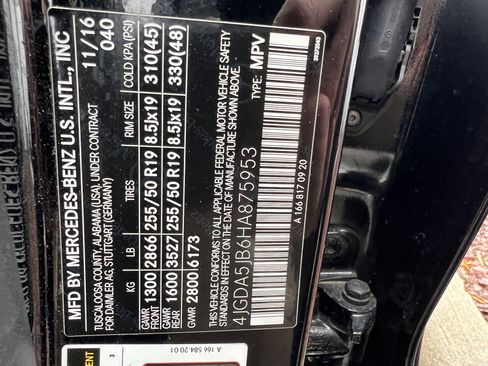 MFD BY MERCEDES-BENZ U.S. INTL., INC
TUSCALOOSA COUNTY, ALABAMA (USA), UNDER CONTRACT
FOR DAIMLER AG, STUTTGART(GERMANY)
11/16
040
KG LB TIRES RIM SIZE COLD KPA (PSI)
GAWR FRONT 1300 2866 255/50 R19 8.5Jx19 310(45)
GAWR REAR 1600 3527 255/50 R19 8.5Jx19 330(48)
GVWR 2800 6173
THIS VEHICLE CONFORMS TO ALL APPLICABLE FEDERAL MOTOR VEHICLE SAFETY
STANDARDS IN EFFECT ON THE DATE OF MANUFACTURE SHOWN ABOVE.
4JGDA5JB6HA875953
TYPE: MPV
A 166 817 09 20
A 166 584 20 01